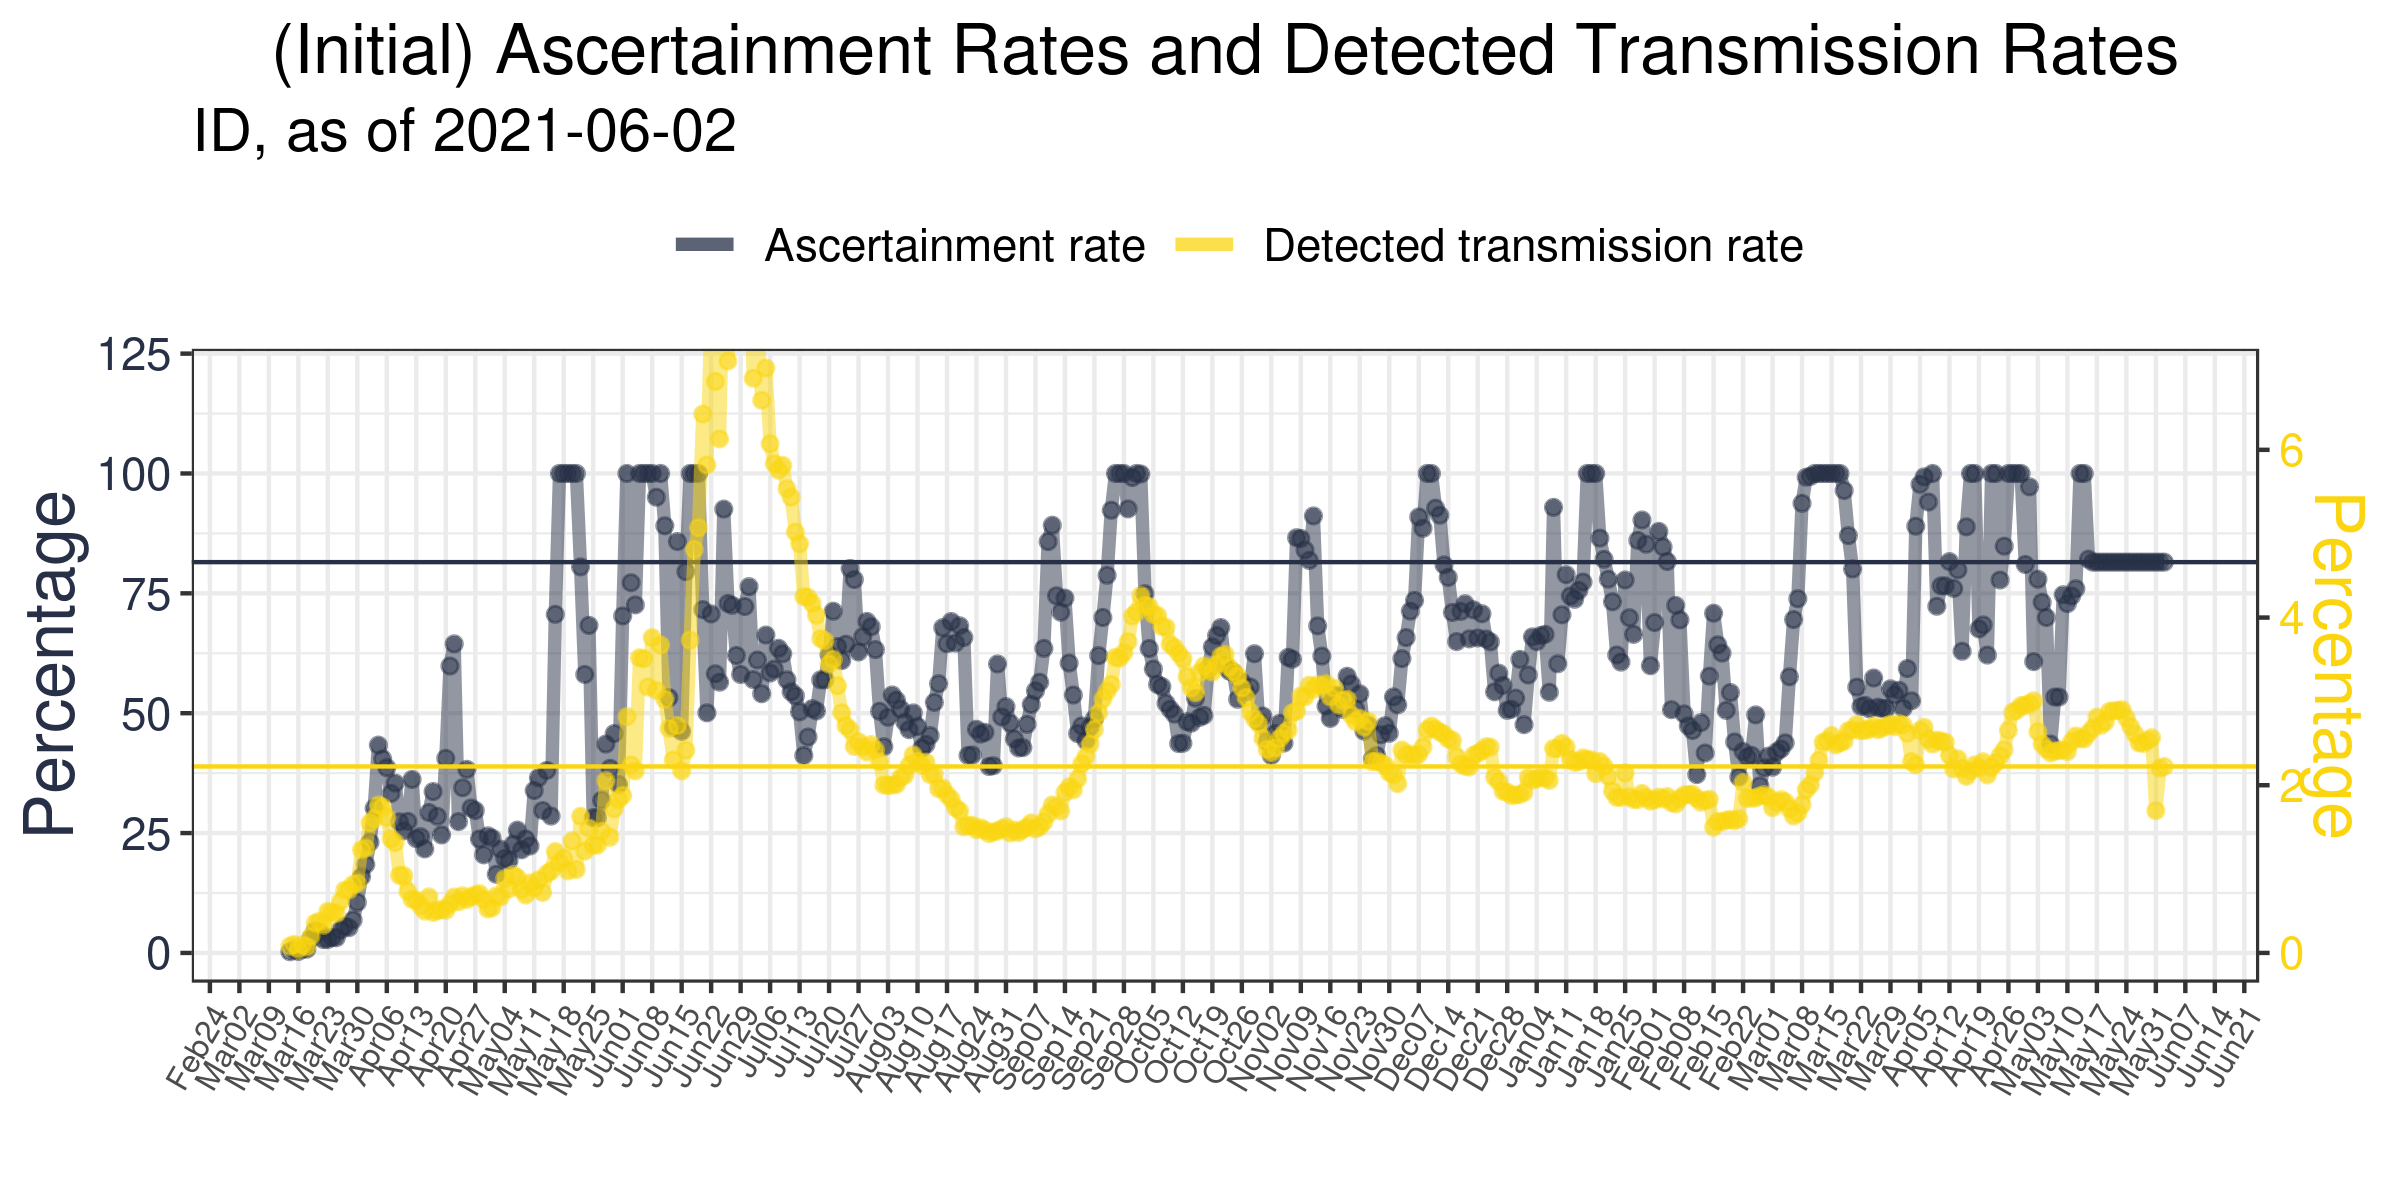 (Initial) Ascertainment Rates and Detected Transmission Rates
ID, as of 2021-06-02
Ascertainment rate
Detected transmission rate
Percentage
125
100
75
50
25
0
6
4
2
0
Percentage
Feb24
Mar02
Mar09
Mar16
Mar23
Mar30
Apr06
Apr13
Apr20
Apr27
May04
May11
May18
May25
Jun01
Jun08
Jun15
Jun22
Jun29
Jul06
Jul13
Jul20
Jul27
Aug03
Aug10
Aug17
Aug24
Aug31
Sep07
Sep14
Sep21
Sep28
Oct05
Oct12
Oct19
Oct26
Nov02
Nov09
Nov16
Nov23
Nov30
Dec07
Dec14
Dec21
Dec28
Jan04
Jan11
Jan18
Jan25
Feb01
Feb08
Feb15
Feb22
Mar01
Mar08
Mar15
Mar22
Mar29
Apr05
Apr12
Apr19
Apr26
May03
May10
May17
May24
May31
Jun07
Jun14
Jun21